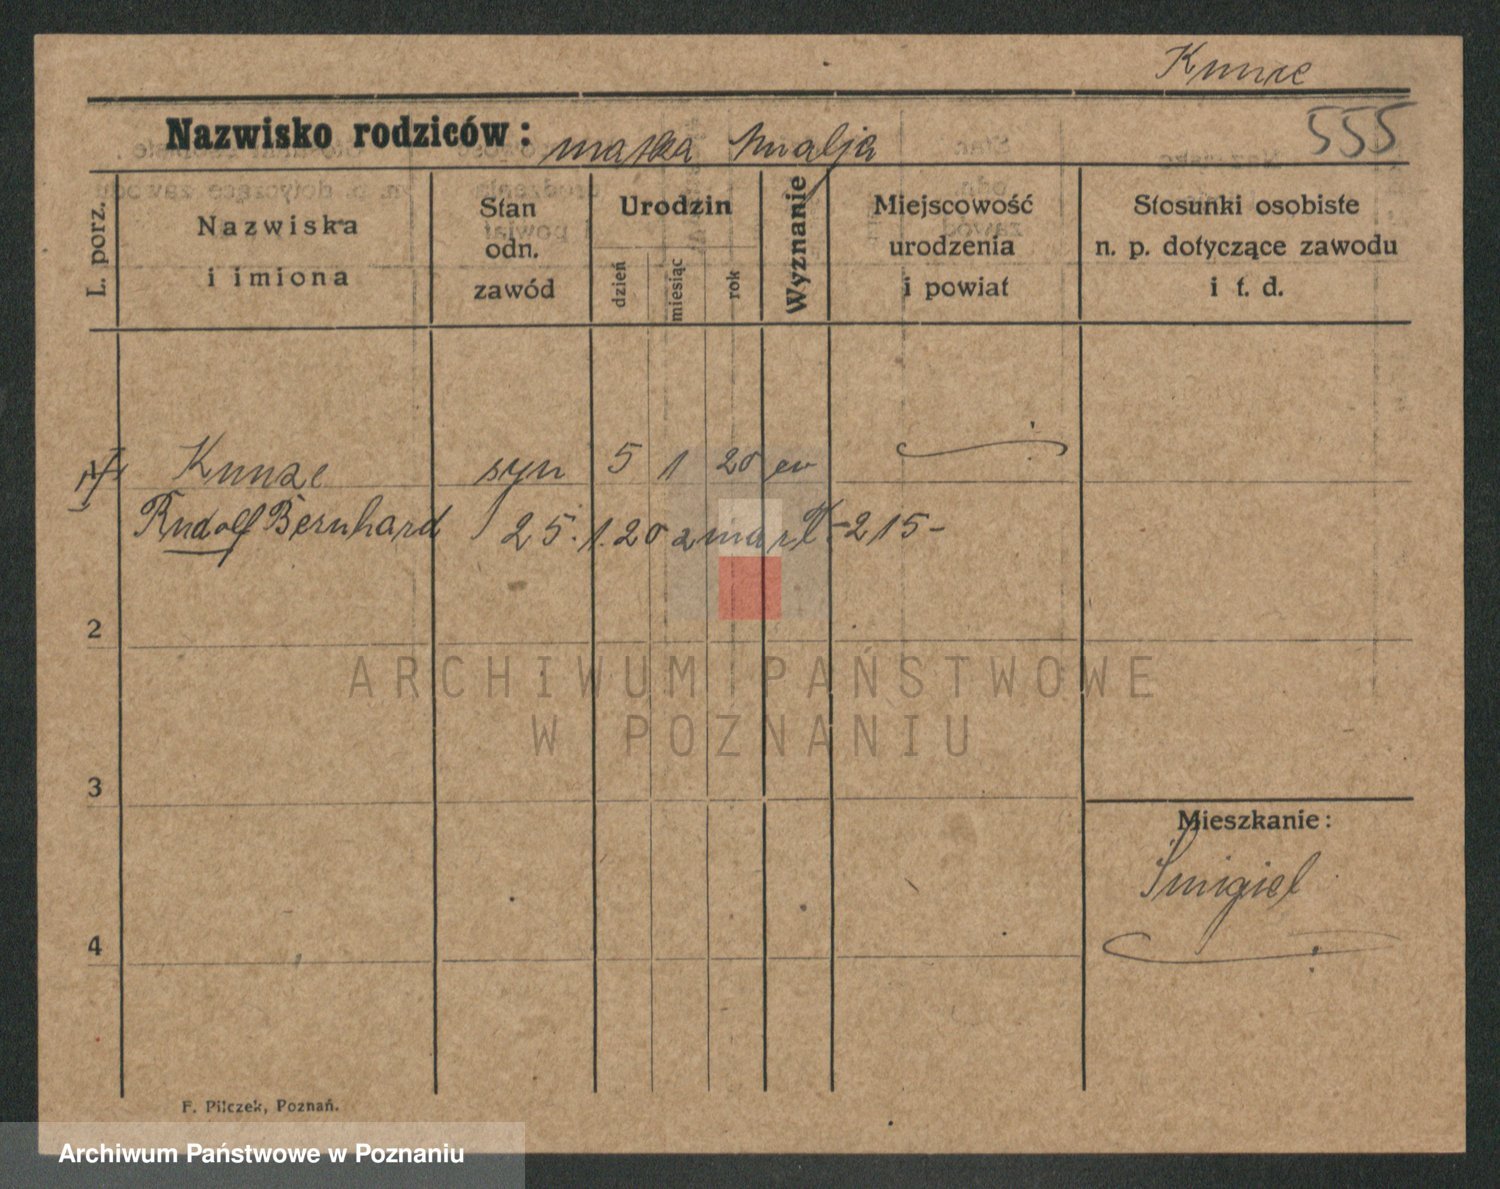 Kunze
Nazwisko rodziców: matka Amalja 555
L. porz.
Nazwiska
i imiona
Stan
odn.
zawód
Urodzin
dzień
miesiąc
rok
Wyznanie
Miejscowość
urodzenia
i powiat
Stosunki osobiste
n. p. dotyczące zawodu
i t. d.
Kunze syn 5 1 20 ev
Rudolf Bernhard 25.1.20 zmarł -215-
2
ARCHIWUM PAŃSTWOWE
W POZNANIU
3
Mieszkanie:
Śmigiel
4
F. Pilczek, Poznań.
Archiwum Państwowe w Poznaniu